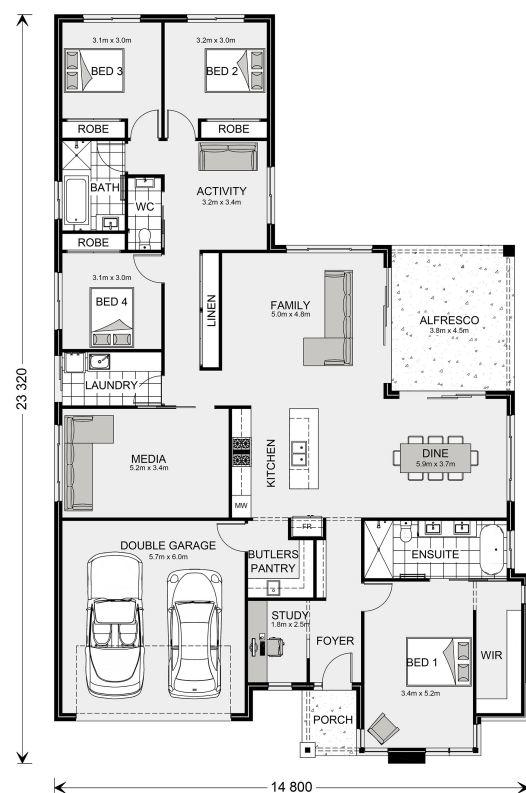 3.1m x 3.0m
BED 3
3.2m x 3.0m
BED 2
ROBE
ROBE
BATH
WC
ACTIVITY
3.2m x 3.4m
ROBE
3.1m x 3.0m
BED 4
LINEN
FAMILY
5.0m x 4.8m
ALFRESCO
3.8m x 4.5m
LAUNDRY
23 320
MEDIA
5.2m x 3.4m
KITCHEN
MW
DINE
5.9m x 3.7m
FR
DOUBLE GARAGE
5.7m x 6.0m
BUTLERS
PANTRY
ENSUITE
STUDY
1.8m x 2.5m
FOYER
BED 1
3.4m x 5.2m
WIR
PORCH
14 800